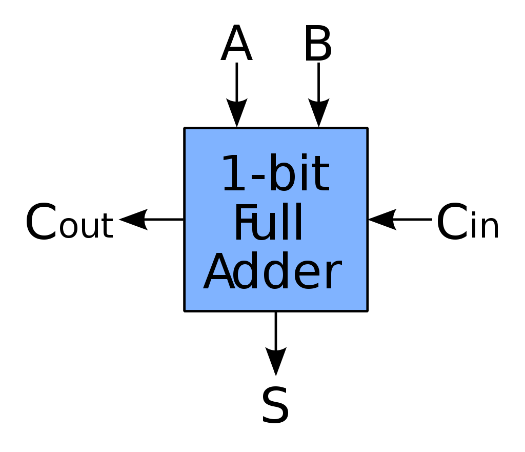 A B
1-bit
Full
Adder
Cout
Cin
S